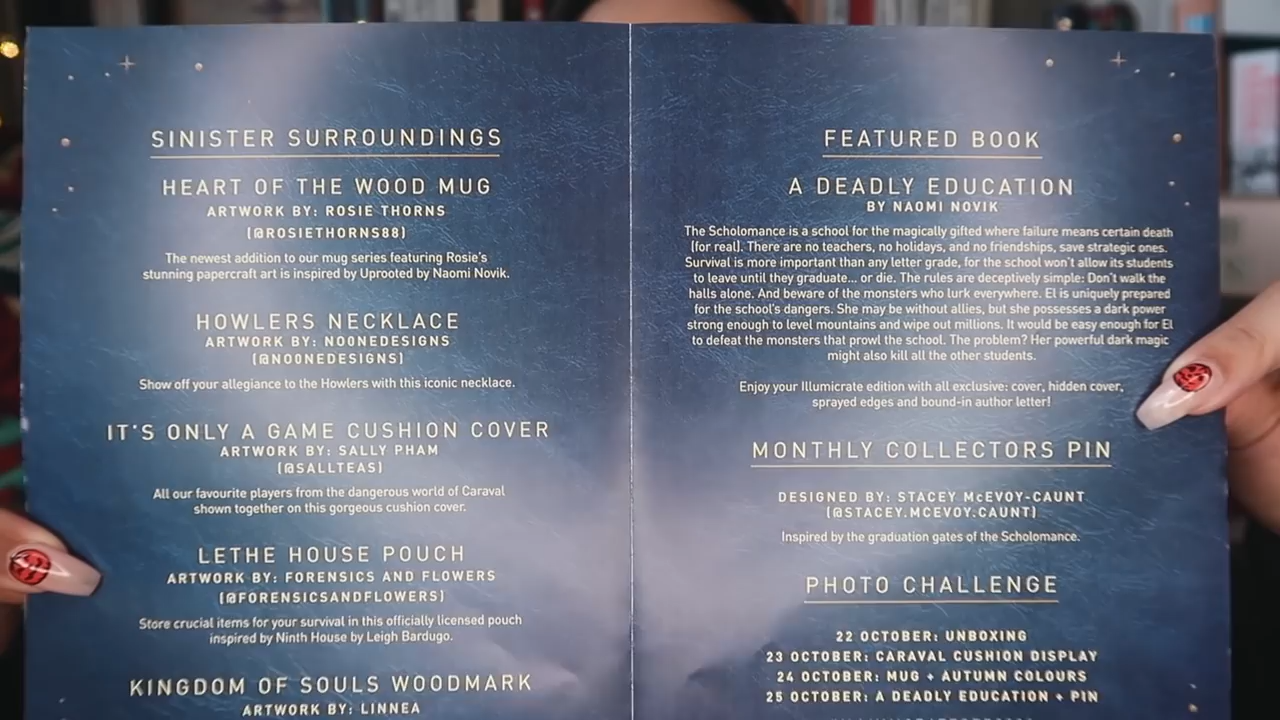 SINISTER SURROUNDINGS
HEART OF THE WOOD MUG
ARTWORK BY: ROSIE THORNS
(@ROSIETHORNS88)
The newest addition to our mug series featuring Rosie's
stunning papercraft art is inspired by Uprooted by Naomi Novik.
HOWLERS NECKLACE
ARTWORK BY: NOONEDESIGNS
(@NOONEDESIGNS)
Show off your allegiance to the Howlers with this iconic necklace.
IT'S ONLY A GAME CUSHION COVER
ARTWORK BY: SALLY PHAM
(@SALLTEAS)
All our favourite players from the dangerous world of Caraval
shown together on this gorgeous cushion cover.
LETHE HOUSE POUCH
ARTWORK BY: FORENSICS AND FLOWERS
(@FORENSICSANDFLOWERS)
Store crucial items for your survival in this officially licensed pouch
inspired by Ninth House by Leigh Bardugo.
KINGDOM OF SOULS WOODMARK
ARTWORK BY: LINNEA
FEATURED BOOK
A DEADLY EDUCATION
BY NAOMI NOVIK
The Scholomance is a school for the magically gifted where failure means certain death
(for real). There are no teachers, no holidays, and no friendships, save strategic ones.
Survival is more important than any letter grade, for the school won't allow its students
to leave until they graduate... or die. The rules are deceptively simple: Don't walk the
halls alone. And beware of the monsters who lurk everywhere. El is uniquely prepared
for the school's dangers. She may be without allies, but she possesses a dark power
strong enough to level mountains and wipe out millions. It would be easy enough for El
to defeat the monsters that prowl the school. The problem? Her powerful dark magic
might also kill all the other students.
Enjoy your Illumicrate edition with all exclusive: cover, hidden cover,
sprayed edges and bound-in author letter!
MONTHLY COLLECTORS PIN
DESIGNED BY: STACEY McEVOY-CAUNT
(@STACEY.MCEVOY.CAUNT)
Inspired by the graduation gates of the Scholomance.
PHOTO CHALLENGE
22 OCTOBER: UNBOXING
23 OCTOBER: CARAVAL CUSHION DISPLAY
24 OCTOBER: MUG + AUTUMN COLOURS
25 OCTOBER: A DEADLY EDUCATION + PIN